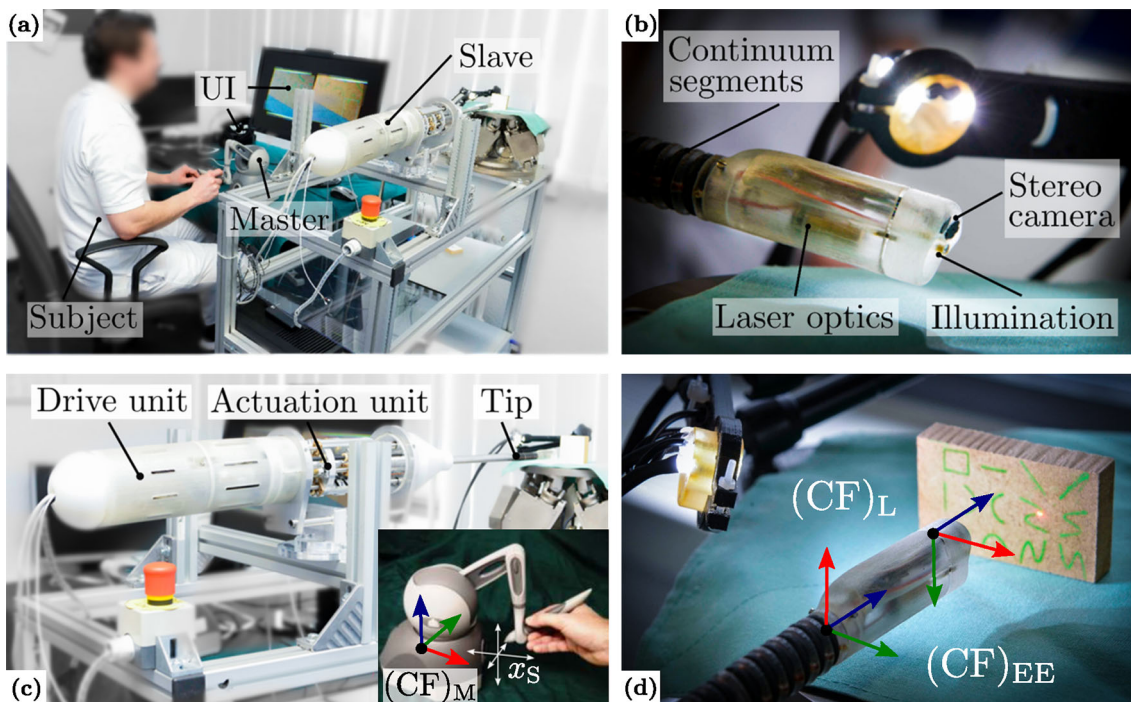 (a)
Slave
UI
Master
Subject
(b)
Continuum
segments
Stereo
camera
Laser optics
Illumination
Drive unit
Actuation unit
Tip
(CF)M
xS
(c)
(CF)L
(CF)EE
(d)